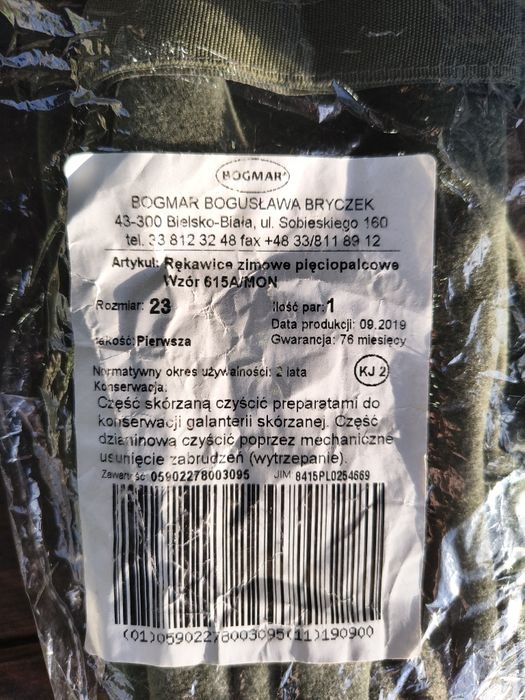 BOGMAR
BOGMAR BOGUSŁAWA BRYCZEK
43-300 Bielsko-Biała, ul. Sobieskiego 160
tel. 33 812 32 48 fax +48 33/811 89 12
Artykuł: Rękawice zimowe pięciopalcowe
Wzór 615A/MON
Rozmiar: 23 Ilość par: 1
Data produkcji: 09.2019
Jakość: Pierwsza Gwarancja: 76 miesięcy
Normatywny okres używalności: 2 lata KJ 2
Konserwacja:
Część skórzaną czyścić preparatami do
konserwacji galanterii skórzanej. Część
dzianinowa czyścić poprzez mechaniczne
usunięcie zabrudzeń (wytrzepanie).
Zawartość: 05902278003095 JIM: 8415PL0254569
(01)05902278003095(11)190900